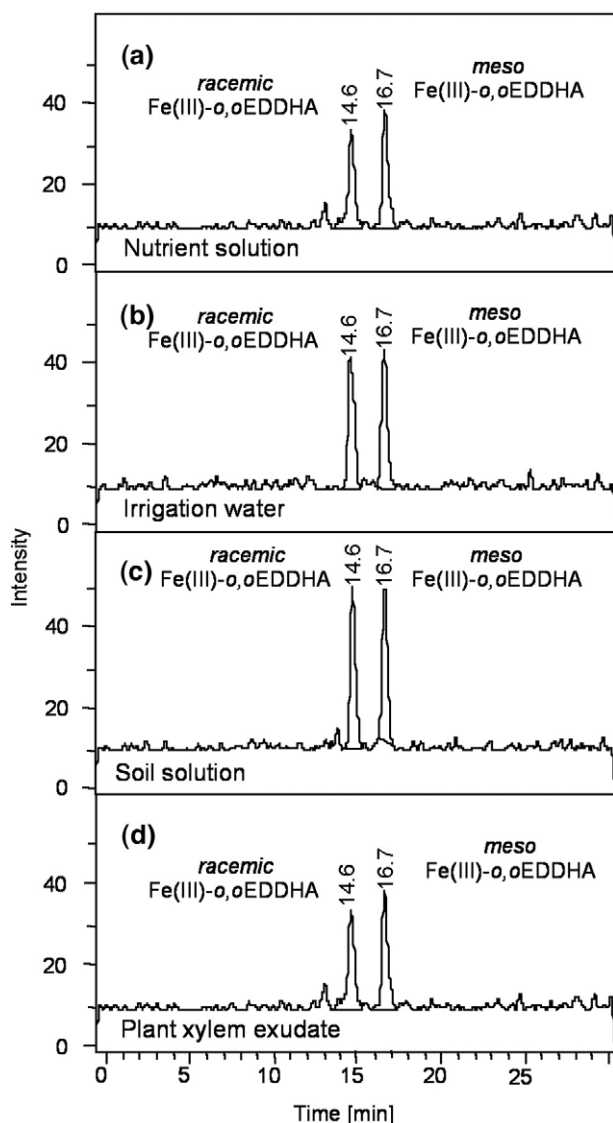 (a)
racemic
Fe(III)-o,oEDDHA
14.6
16.7
meso
Fe(III)-o,oEDDHA
40
20
0
Nutrient solution
(b)
racemic
Fe(III)-o,oEDDHA
14.6
16.7
meso
Fe(III)-o,oEDDHA
40
20
0
Irrigation water
Intensity
(c)
racemic
Fe(III)-o,oEDDHA
14.6
16.7
meso
Fe(III)-o,oEDDHA
40
20
0
Soil solution
(d)
racemic
Fe(III)-o,oEDDHA
14.6
16.7
meso
Fe(III)-o,oEDDHA
40
20
0
Plant xylem exudate
0 5 10 15 20 25
Time [min]